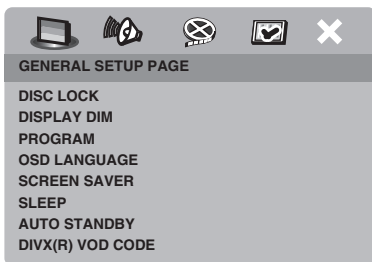 GENERAL SETUP PAGE
DISC LOCK
DISPLAY DIM
PROGRAM
OSD LANGUAGE
SCREEN SAVER
SLEEP
AUTO STANDBY
DIVX(R) VOD CODE